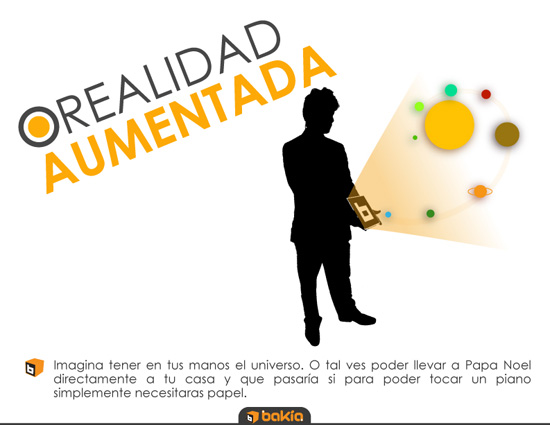 REALIDAD
AUMENTADA
b
b
Imagina tener en tus manos el universo. O tal ves poder llevar a Papa Noel
directamente a tu casa y que pasaría si para poder tocar un piano
simplemente necesitaras papel.
bakía